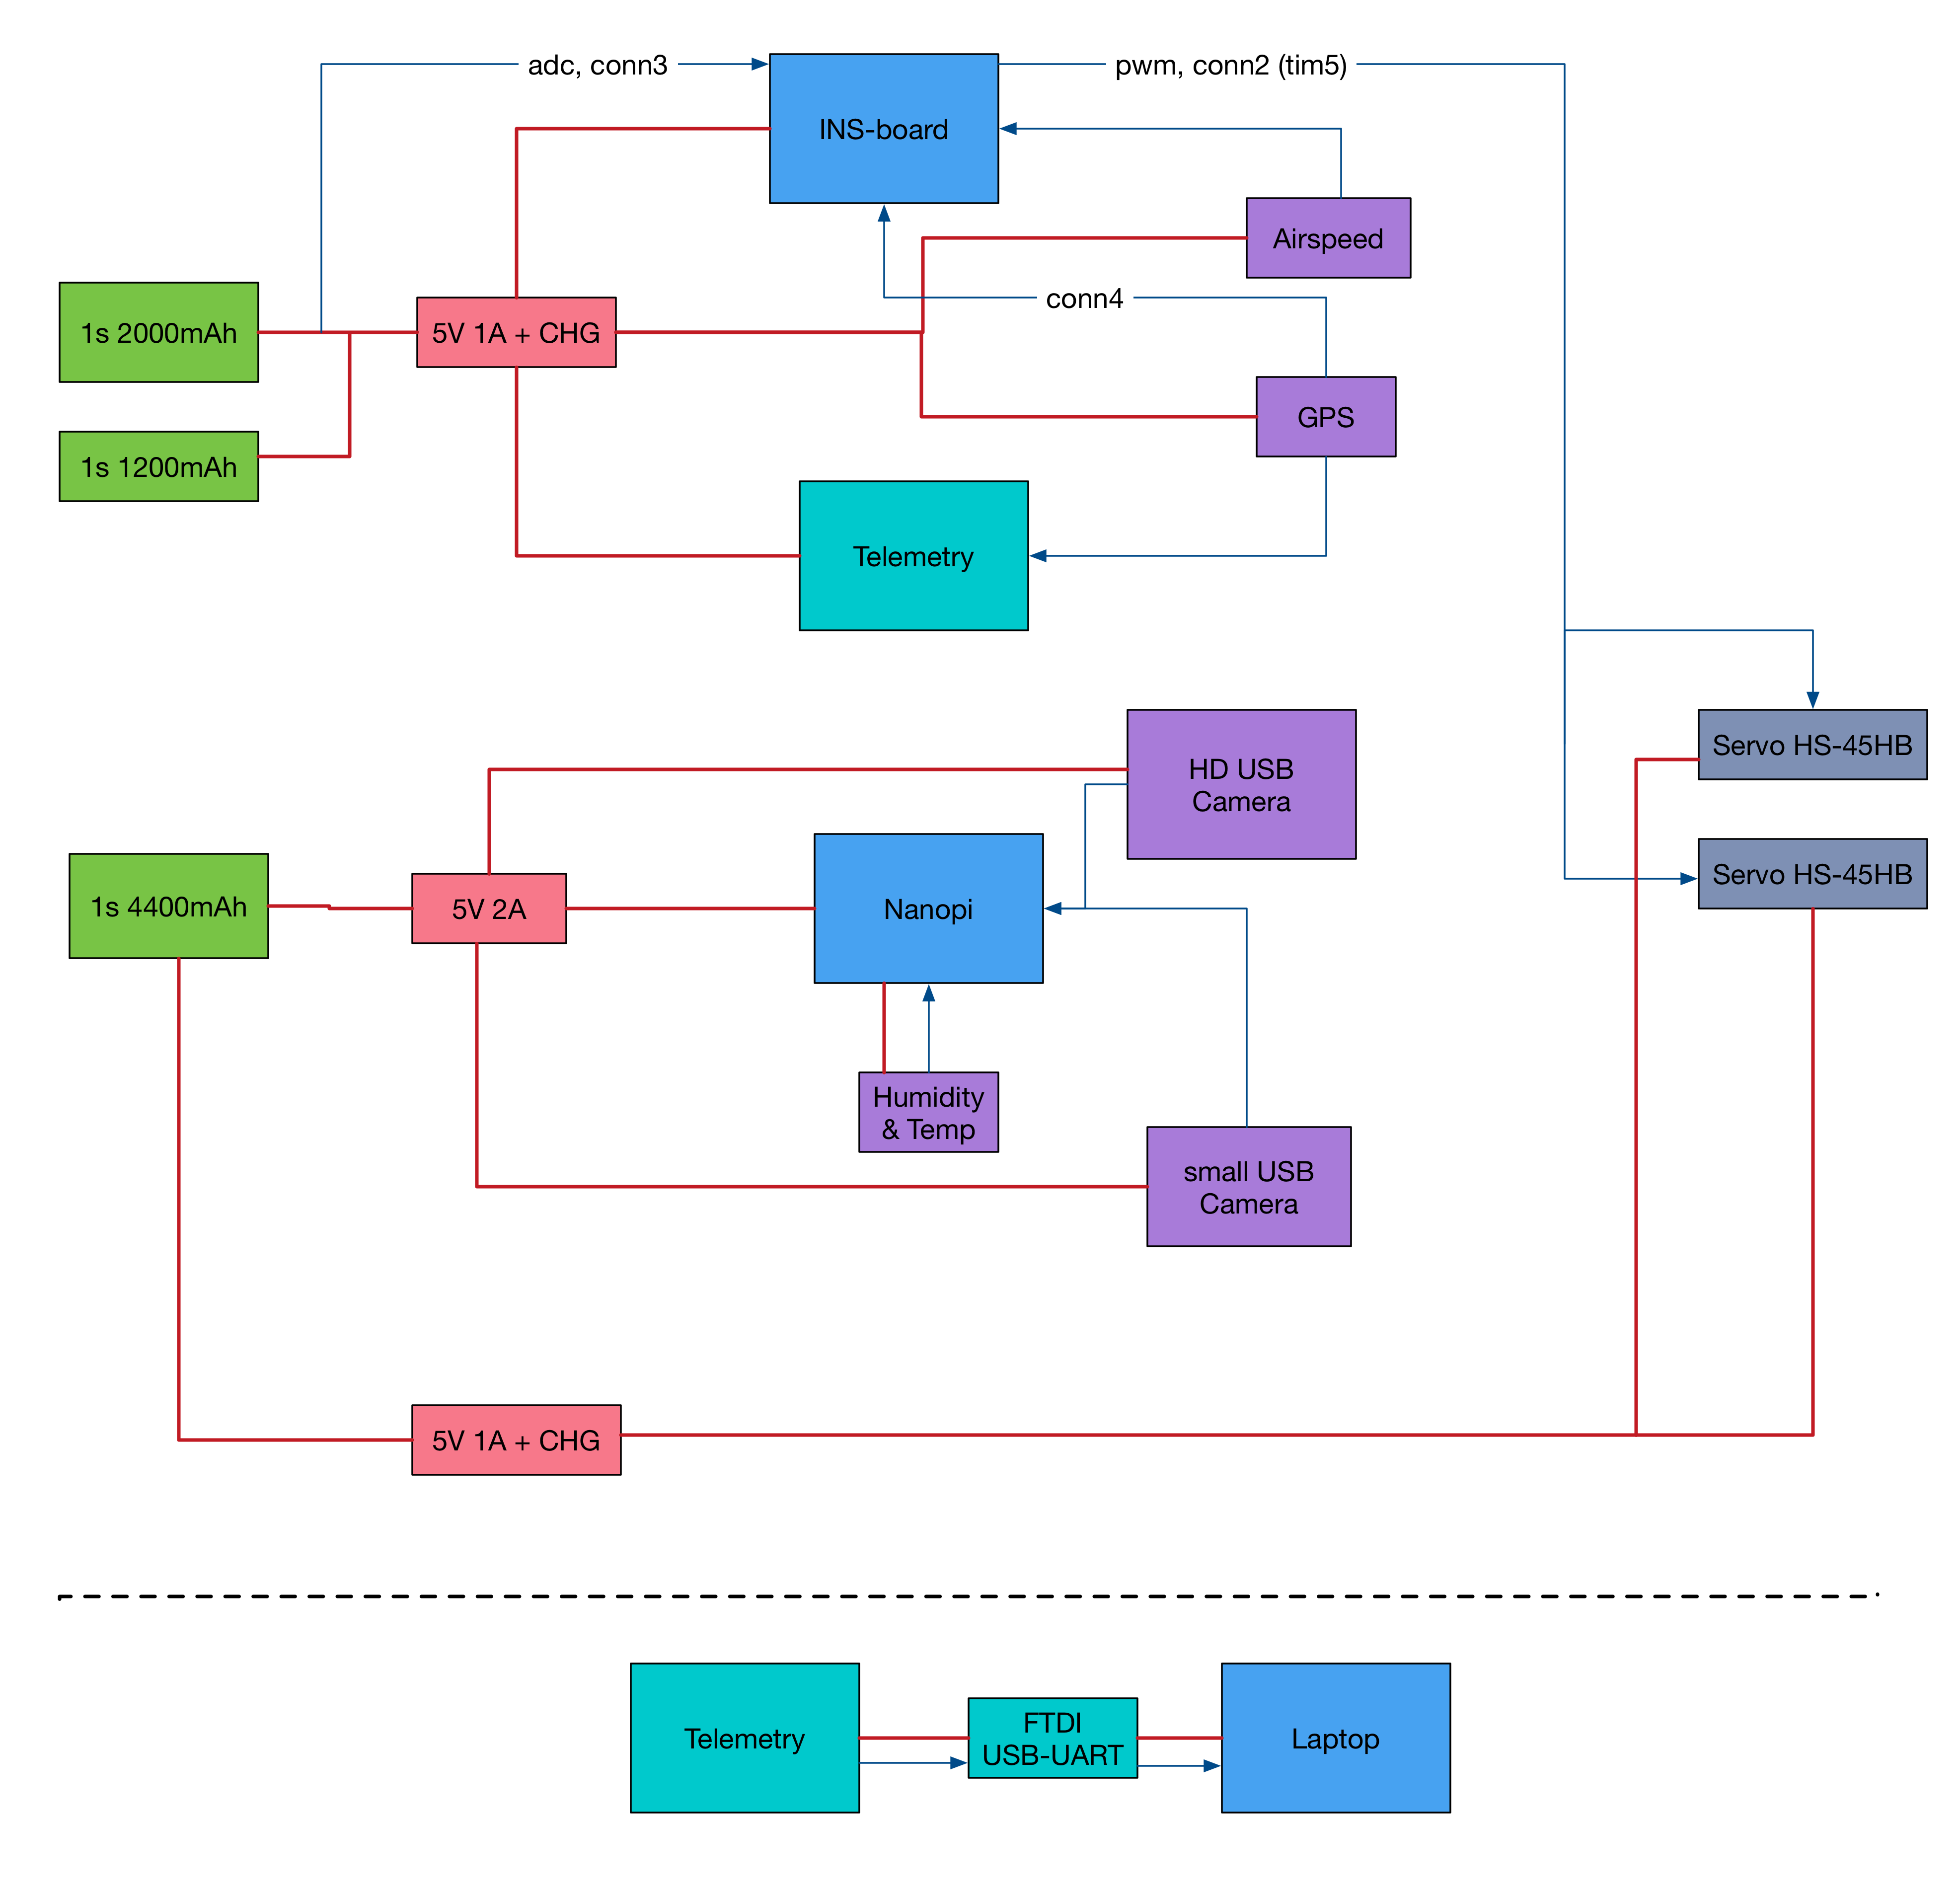 adc, conn3
pwm, conn2 (tim5)
INS-board
Airspeed
conn4
1s 2000mAh
5V 1A + CHG
GPS
1s 1200mAh
Telemetry
Servo HS-45HB
HD USB
Camera
Servo HS-45HB
1s 4400mAh
5V 2A
Nanopi
Humidity
& Temp
small USB
Camera
5V 1A + CHG
Telemetry
FTDI
USB-UART
Laptop